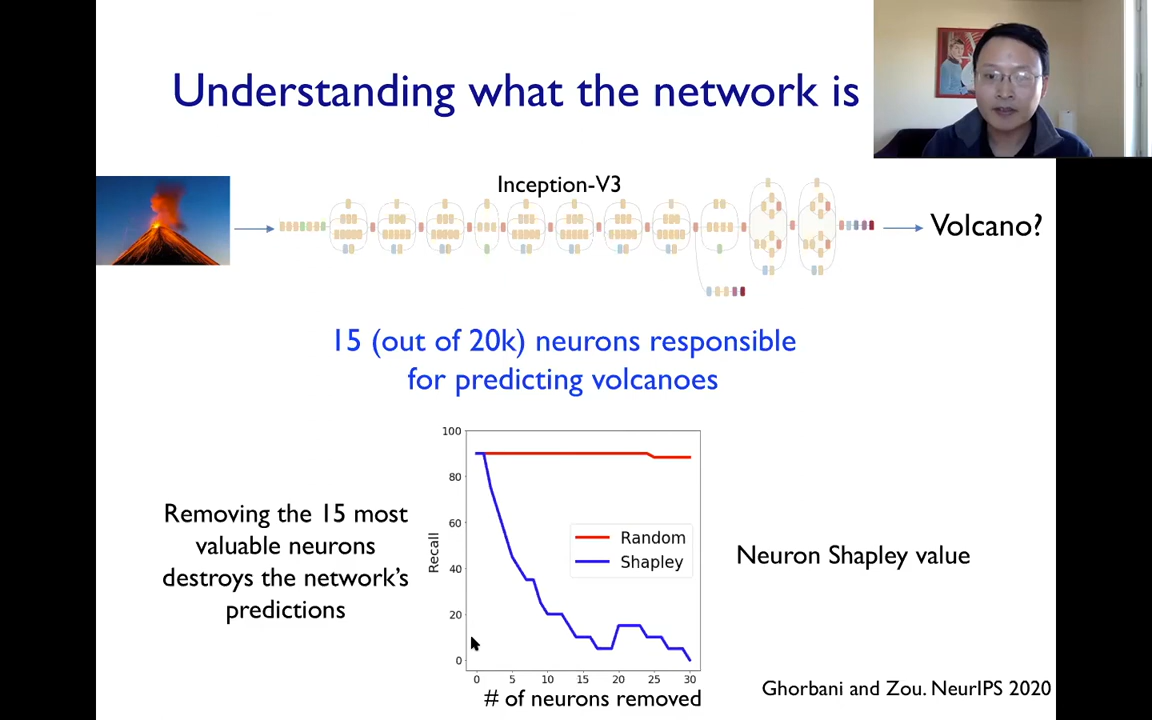 Understanding what the network is
Inception-V3
Volcano?
15 (out of 20k) neurons responsible
for predicting volcanoes
Removing the 15 most
valuable neurons
destroys the network's
predictions
100
80
60
40
20
0
Recall
Random
Shapley
0 5 10 15 20 25 30
# of neurons removed
Neuron Shapley value
Ghorbani and Zou. NeurIPS 2020